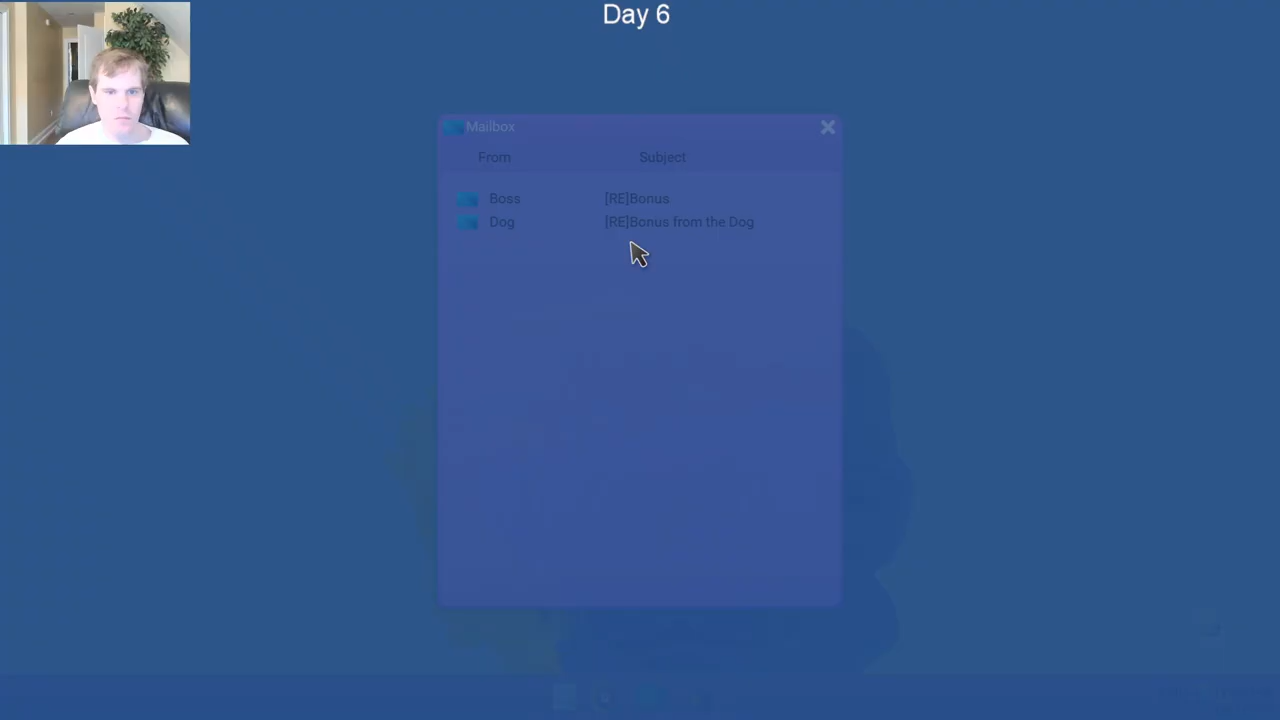 Day 6
Mailbox
From Subject
Boss [RE]Bonus
Dog [RE]Bonus from the Dog